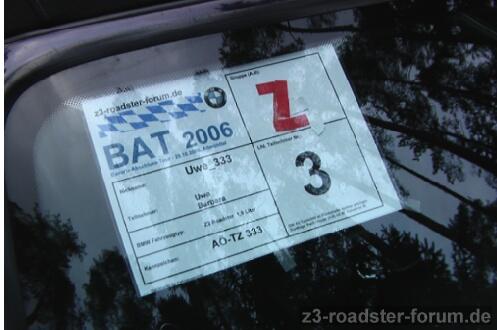 z3-roadster-forum.de
BAT 2006
Uwe_333
Nickname:
Teilnehmer:
Uwe
Barbara
BMW Fahrzeugtyp:
Z3 Roadster 1,9 Liter
Kennzeichen:
AÖ-TZ 333
Gruppe (A,B):
Z
Lfd. Teilnehmer Nr.:
3
z3-roadster-forum.de